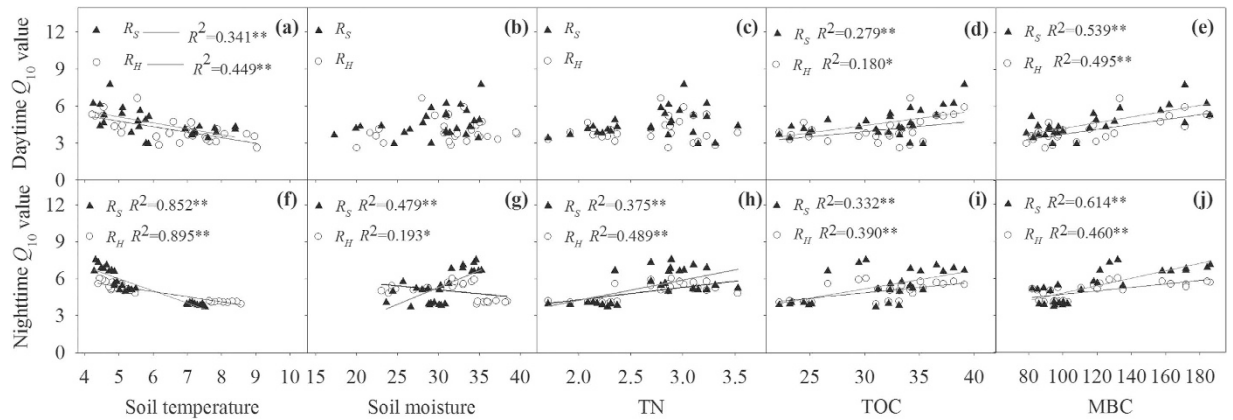 Daytime Q10 value
12
9
6
3
0
(a)
RS R2=0.341**
RH R2=0.449**
(b)
RS
RH
(c)
RS
RH
(d)
RS R2=0.279**
RH R2=0.180*
(e)
RS R2=0.539**
RH R2=0.495**
Nighttime Q10 value
12
9
6
3
0
(f)
RS R2=0.852**
RH R2=0.895**
(g)
RS R2=0.479**
RH R2=0.193*
(h)
RS R2=0.375**
RH R2=0.489**
(i)
RS R2=0.332**
RH R2=0.390**
(j)
RS R2=0.614**
RH R2=0.460**
4 5 6 7 8 9 10
15 20 25 30 35 40
2.0 2.5 3.0 3.5
30 40
80 100 120 140 160 180
Soil temperature
Soil moisture
TN
TOC
MBC